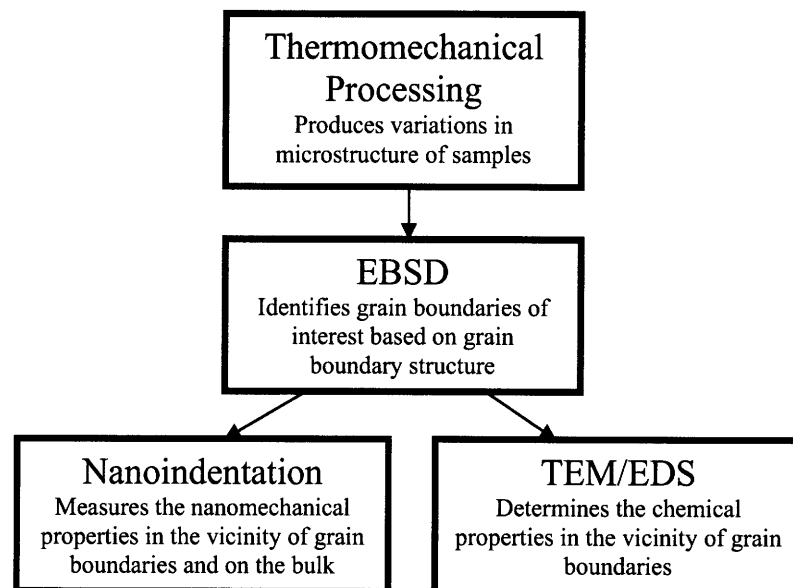 Thermomechanical
Processing
Produces variations in
microstructure of samples
EBSD
Identifies grain boundaries of
interest based on grain
boundary structure
Nanoindentation
Measures the nanomechanical
properties in the vicinity of grain
boundaries and on the bulk
TEM/EDS
Determines the chemical
properties in the vicinity of grain
boundaries